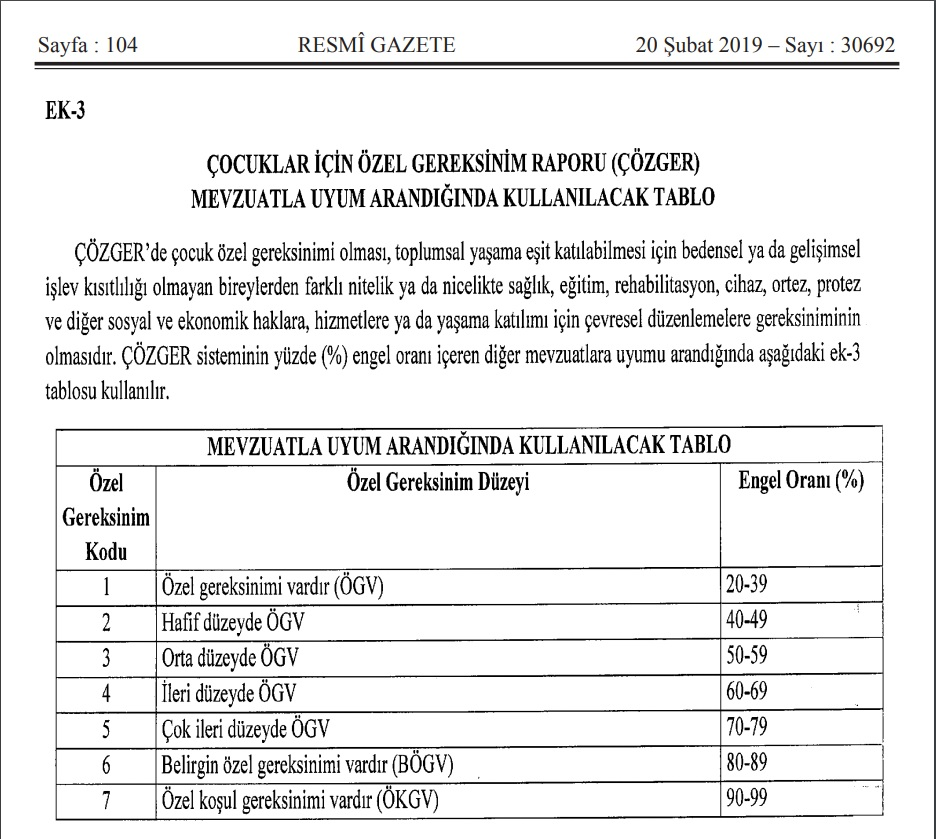 Sayfa : 104 RESMÎ GAZETE 20 Şubat 2019 – Sayı : 30692
EK-3
ÇOCUKLAR İÇİN ÖZEL GEREKSİNİM RAPORU (ÇÖZGER)
MEVZUATLA UYUM ARANDIĞINDA KULLANILACAK TABLO
ÇÖZGER’de çocuk özel gereksinimi olması, toplumsal yaşama eşit katılabilmesi için bedensel ya da gelişimsel
işlev kısıtlılığı olmayan bireylerden farklı nitelik ya da nicelikte sağlık, eğitim, rehabilitasyon, cihaz, ortez, protez
ve diğer sosyal ve ekonomik haklara, hizmetlere ya da yaşama katılımı için çevresel düzenlemelere gereksiniminin
olmasıdır. ÇÖZGER sisteminin yüzde (%) engel oranı içeren diğer mevzuatlara uyumu arandığında aşağıdaki ek-3
tablosu kullanılır.
MEVZUATLA UYUM ARANDIĞINDA KULLANILACAK TABLO
Özel Gereksinim Kodu Özel Gereksinim Düzeyi Engel Oranı (%)
1 Özel gereksinimi vardır (ÖGV) 20-39
2 Hafif düzeyde ÖGV 40-49
3 Orta düzeyde ÖGV 50-59
4 İleri düzeyde ÖGV 60-69
5 Çok ileri düzeyde ÖGV 70-79
6 Belirgin özel gereksinimi vardır (BÖGV) 80-89
7 Özel koşul gereksinimi vardır (ÖKGV) 90-99